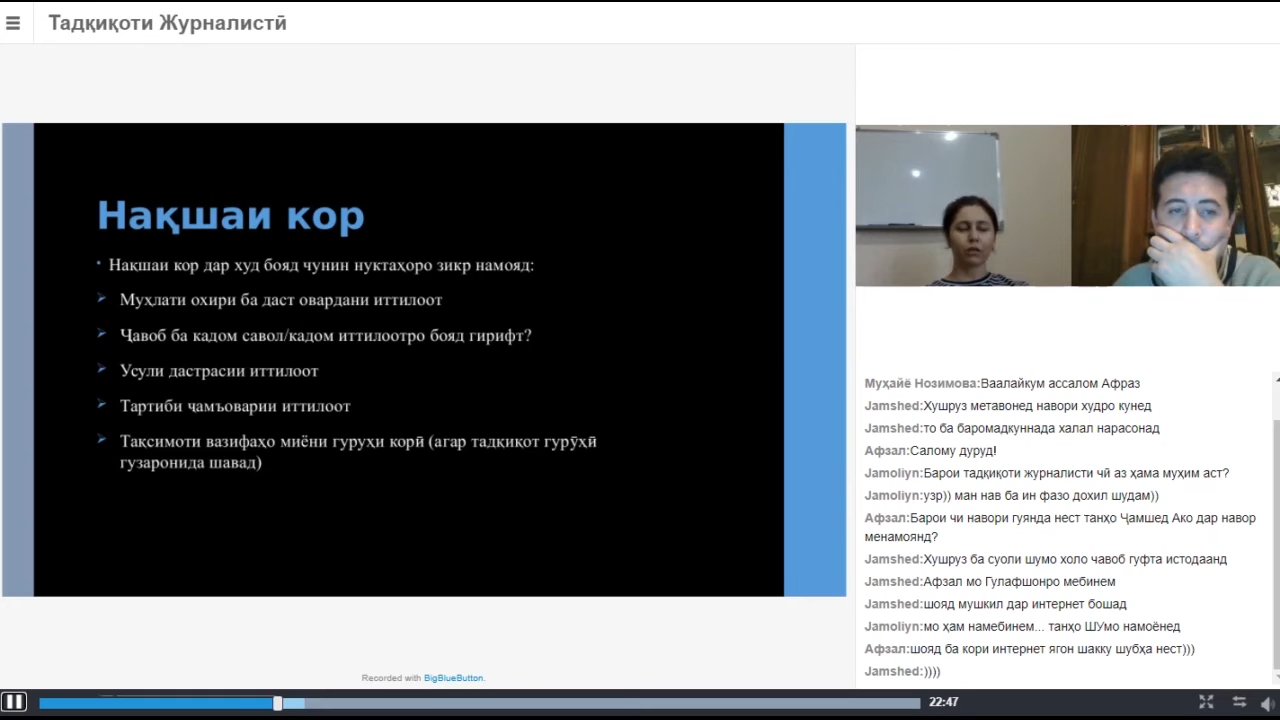 Тадқиқоти Журналистӣ
Нақшаи кор
Нақшаи кор дар худ бояд чунин нуктаҳоро зикр намояд:
Муҳлати охири ба даст овардани иттилоот
Ҷавоб ба кадом савол/кадом иттилоотро бояд гирифт?
Усули дастрасии иттилоот
Тартиби ҷамъоварии иттилоот
Тақсимоти вазифаҳо миёни гуруҳи корӣ (агар тадқиқот гурӯҳӣ
гузаронида шавад)
Муҳайё Нозимова:Ваалайкум ассалом Афраз
Jamshed:Хушруз метавонед навори худро кунед
Jamshed:то ба баромадкуннада халал нарасонад
Афзал:Салому дуруд!
Jamoliyn:Барои тадқиқоти журналисти чӣ аз ҳама муҳим аст?
Jamoliyn:узр)) ман нав ба ин фазо дохил шудам))
Афзал:Барои чи навори гуянда нест танҳо Ҷамшед Ако дар навор
менамоянд?
Jamshed:Хушруз ба суоли шумо холо чавоб гуфта истодаанд
Jamshed:Афзал мо Гулафшонро мебинем
Jamshed:шояд мушкил дар интернет бошад
Jamoliyn:мо ҳам намебинем... танҳо ШУмо намоёнед
Афзал:шояд ба кори интернет ягон шакку шубҳа нест)))
Jamshed:))))
Recorded with BigBlueButton.
22:47